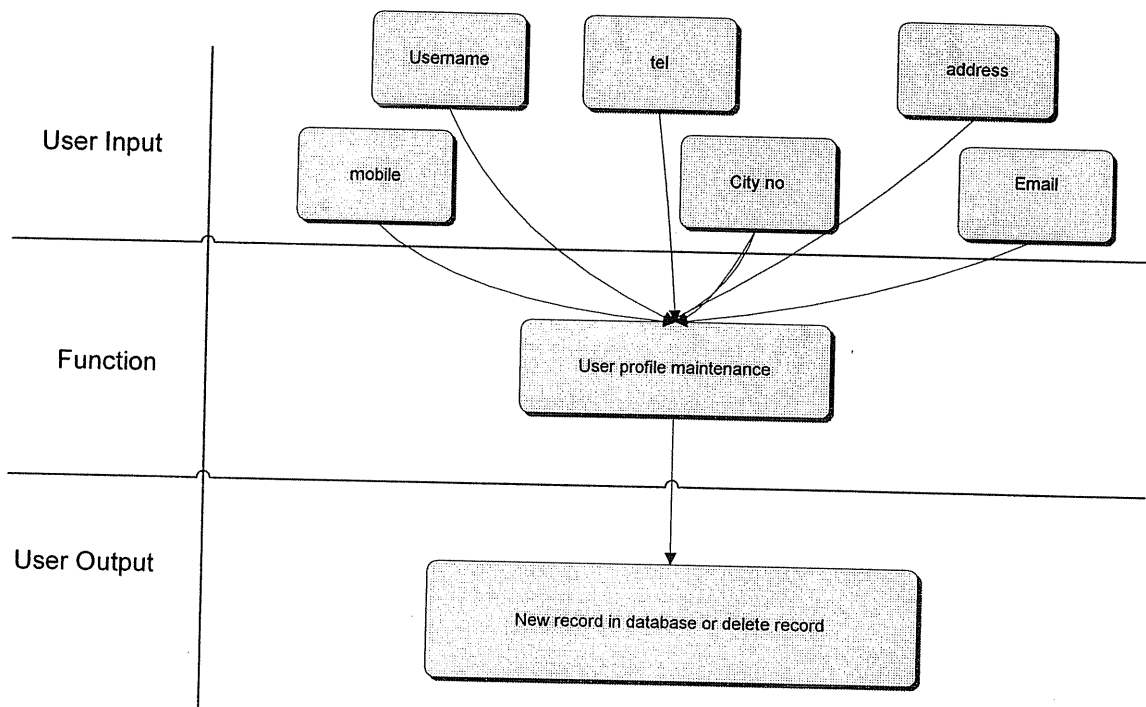 Username
tel
address
User Input
mobile
City no
Email
Function
User profile maintenance
User Output
New record in database or delete record